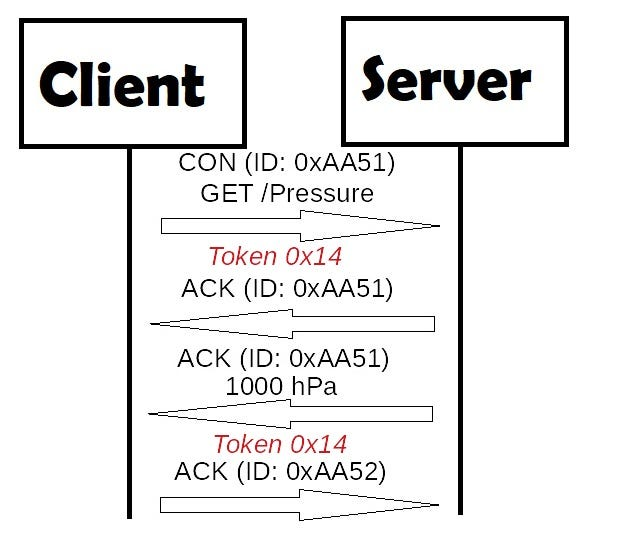 Client
Server
CON (ID: 0xAA51)
GET /Pressure
Token 0x14
ACK (ID: 0xAA51)
ACK (ID: 0xAA51)
1000 hPa
Token 0x14
ACK (ID: 0xAA52)